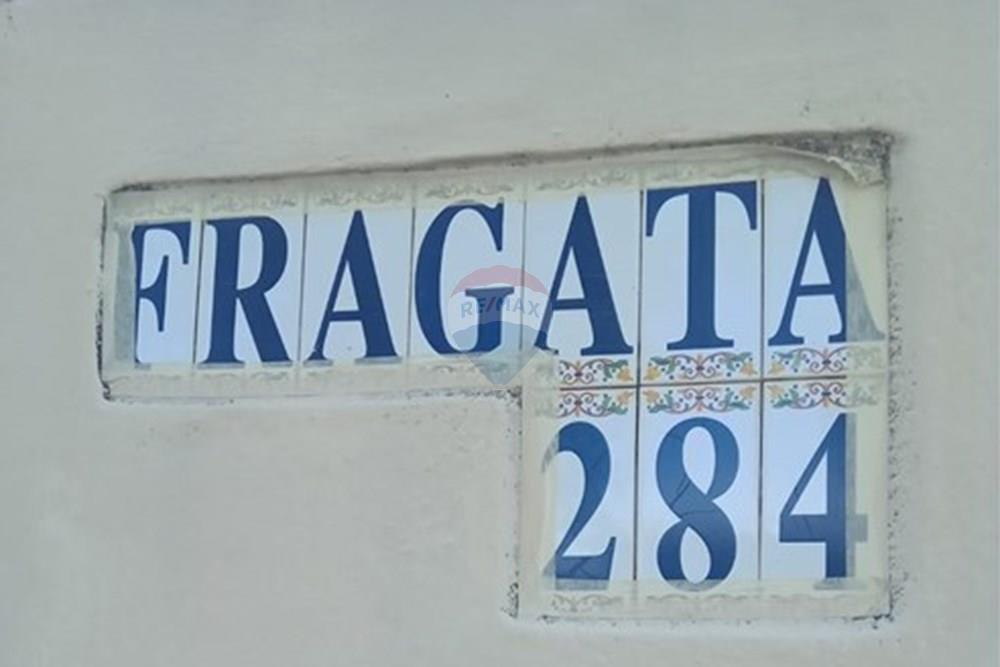 FRAGATA
RE/MAX
284